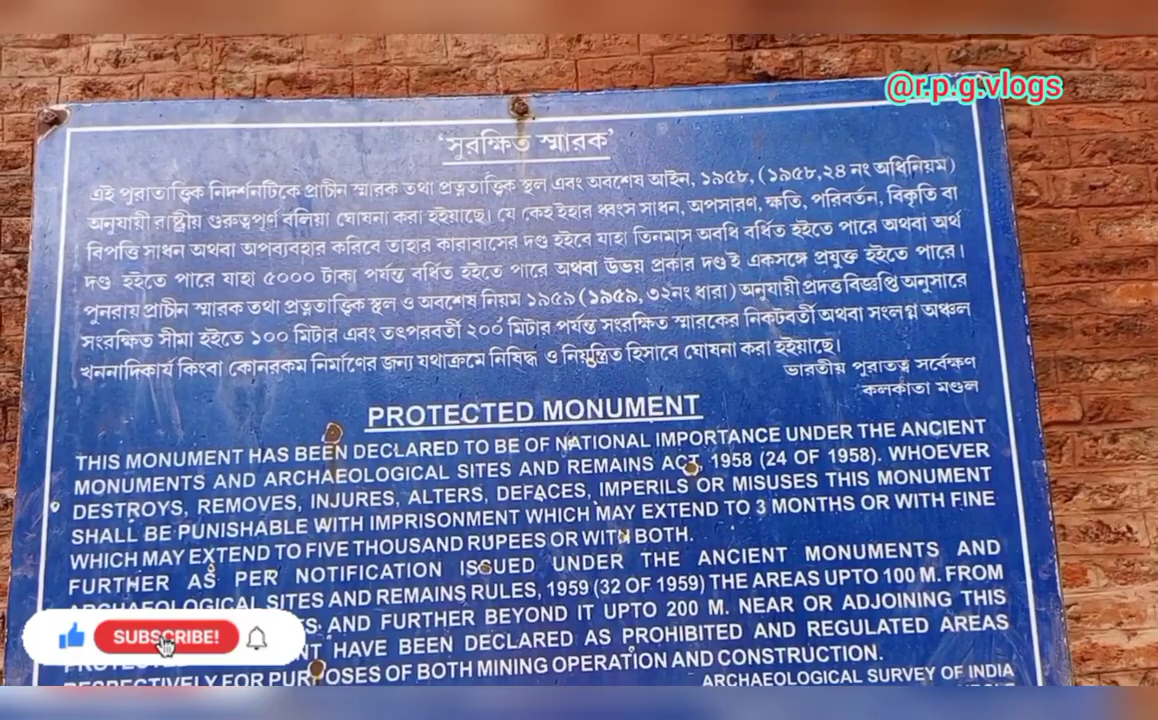 @r.p.g.vlogs
'সুরক্ষিত স্মারক'
এই পুরাতাত্ত্বিক নিদর্শনটিকে প্রাচীন স্মারক তথা প্রত্নতাত্ত্বিক স্থল এবং অবশেষ আইন, ১৯৫৮, (১৯৫৮,২৪ নং অধিনিয়ম)
অনুযায়ী রাষ্ট্রীয় গুরুত্বপূর্ণ বলিয়া ঘোষনা করা হইয়াছে। যে কেহ ইহার ধ্বংস সাধন, অপসারণ, ক্ষতি, পরিবর্তন, বিকৃতি বা
বিপত্তি সাধন অথবা অপব্যবহার করিবে তাহার কারাবাসের দণ্ড হইবে যাহা তিনমাস অবধি বর্ধিত হইতে পারে অথবা অর্থ
দণ্ড হইতে পারে যাহা ৫০০০ টাকা পর্যন্ত বর্ধিত হইতে পারে অথবা উভয় প্রকার দণ্ডই একসঙ্গে প্রযুক্ত হইতে পারে।
পুনরায় প্রাচীন স্মারক তথা প্রত্নতাত্ত্বিক স্থল ও অবশেষ নিয়ম ১৯৫৯ (১৯৫৯, ৩২নং ধারা) অনুযায়ী প্রদত্ত বিজ্ঞপ্তি অনুসারে
সংরক্ষিত সীমা হইতে ১০০ মিটার এবং তৎপরবর্তী ২০০ মিটার পর্যন্ত সংরক্ষিত স্মারকের নিকটবর্তী অথবা সংলগ্ন অঞ্চল
খননাদিকার্য কিংবা কোনরকম নির্মাণের জন্য যথাক্রমে নিষিদ্ধ ও নিয়ন্ত্রিত হিসাবে ঘোষনা করা হইয়াছে।
ভারতীয় পুরাতত্ত্ব সর্বেক্ষণ
কলকাতা মণ্ডল
PROTECTED MONUMENT
THIS MONUMENT HAS BEEN DECLARED TO BE OF NATIONAL IMPORTANCE UNDER THE ANCIENT
MONUMENTS AND ARCHAEOLOGICAL SITES AND REMAINS ACT, 1958 (24 OF 1958). WHOEVER
DESTROYS, REMOVES, INJURES, ALTERS, DEFACES, IMPERILS OR MISUSES THIS MONUMENT
SHALL BE PUNISHABLE WITH IMPRISONMENT WHICH MAY EXTEND TO 3 MONTHS OR WITH FINE
WHICH MAY EXTEND TO FIVE THOUSAND RUPEES OR WITH BOTH.
FURTHER AS PER NOTIFICATION ISSUED UNDER THE ANCIENT MONUMENTS AND
ARCHAEOLOGICAL SITES AND REMAINS RULES, 1959 (32 OF 1959) THE AREAS UPTO 100 M. FROM
AND FURTHER BEYOND IT UPTO 200 M. NEAR OR ADJOINING THIS
HAVE BEEN DECLARED AS PROHIBITED AND REGULATED AREAS
RESPECTIVELY FOR PURPOSES OF BOTH MINING OPERATION AND CONSTRUCTION.
ARCHAEOLOGICAL SURVEY OF INDIA
SUBSCRIBE!